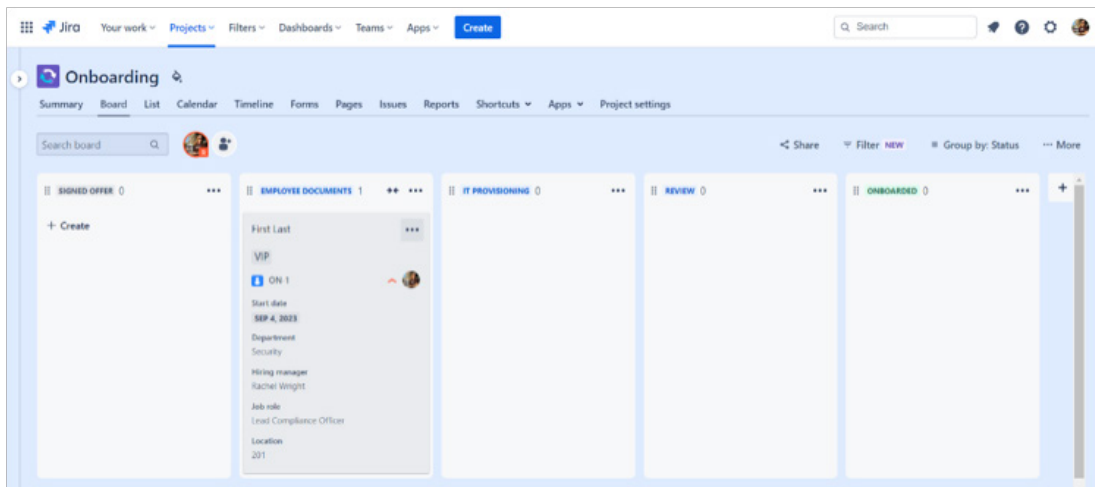 Jira Your work Projects Filters Dashboards Teams Apps Create Search
Onboarding
Summary Board List Calendar Timeline Forms Pages Issues Reports Shortcuts Apps Project settings
Search board Share Filter NEW Group by: Status More
SIGNED OFFER 0 EMPLOYEE DOCUMENTS 1 IT PROVISIONING 0 REVIEW 0 ONBOARDED 0
+ Create
First Last
VIP
ON-1
Start date
SEP 4, 2023
Department
Security
Hiring manager
Rachel Wright
Job role
Lead Compliance Officer
Location
201